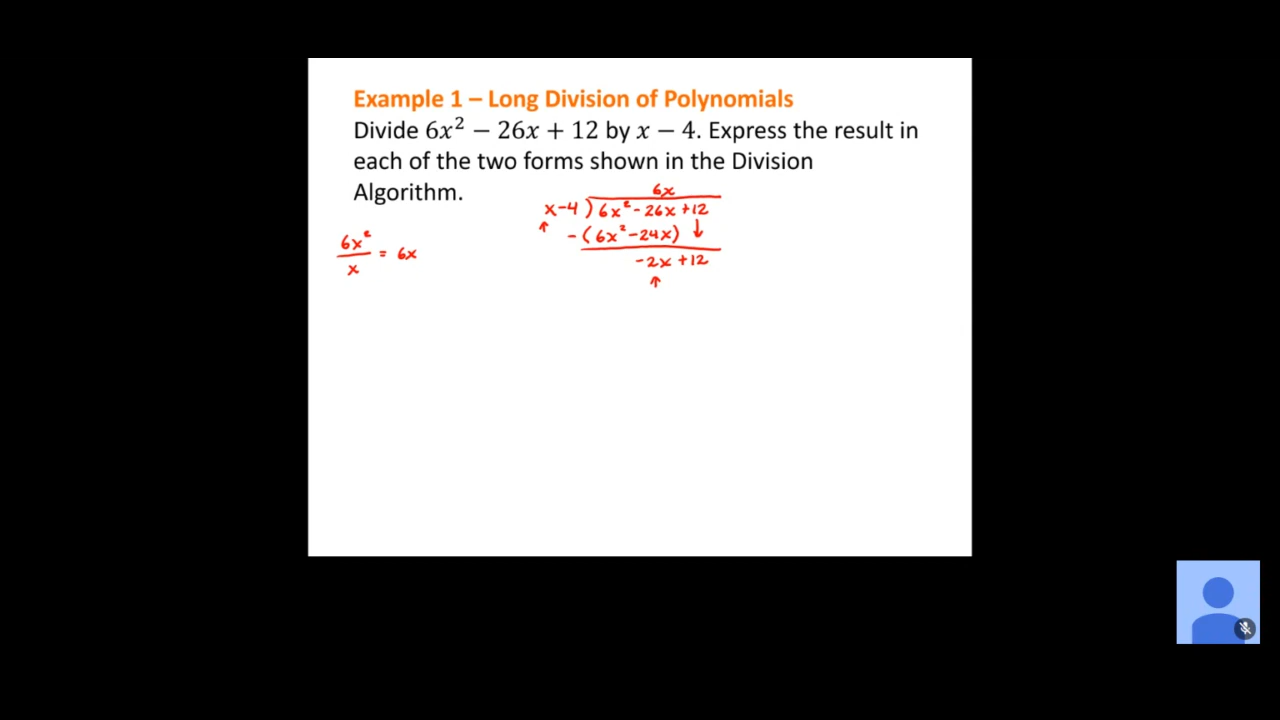 Example 1 – Long Division of Polynomials
Divide 6x² − 26x + 12 by x − 4. Express the result in
each of the two forms shown in the Division
Algorithm.
6x
x-4 ) 6x² - 26x + 12
-(6x² - 24x) ↓
-2x + 12
↑
↑
6x²/x = 6x